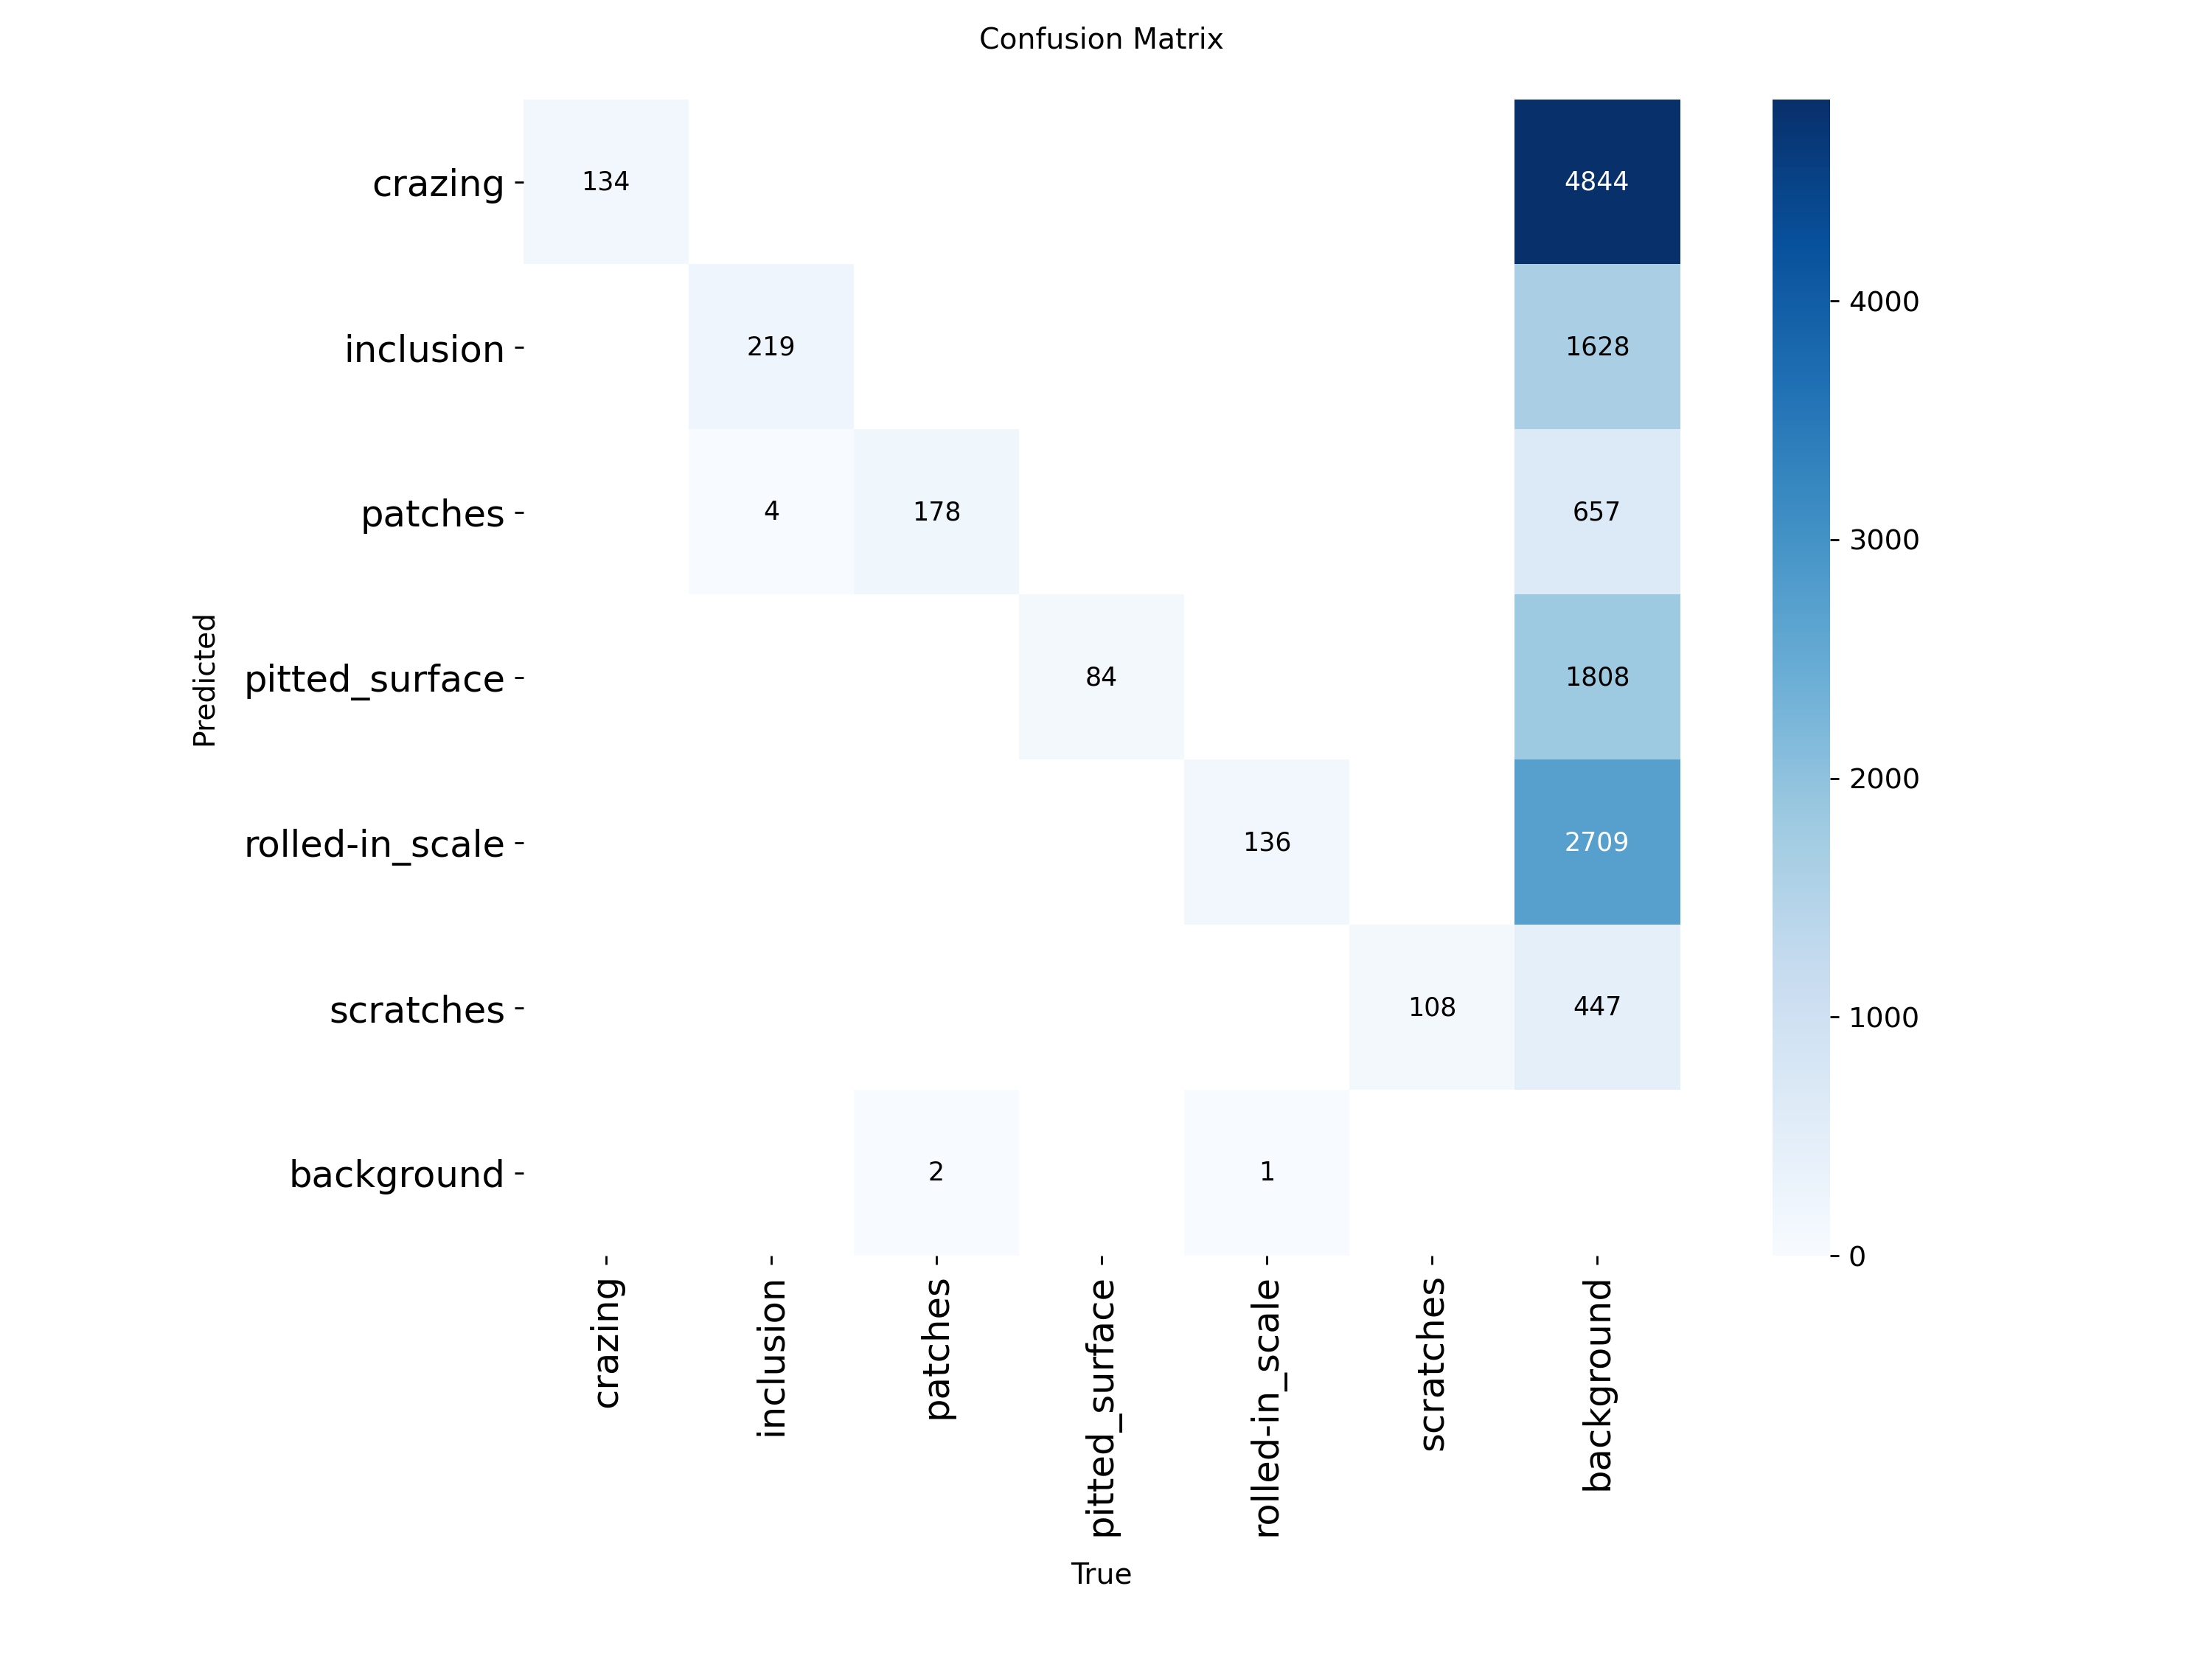 Confusion Matrix
crazing
134
4844
inclusion
219
1628
patches
4
178
657
Predicted
pitted_surface
84
1808
rolled-in_scale
136
2709
scratches
108
447
background
2
1
4000
3000
2000
1000
0
crazing
inclusion
patches
pitted_surface
rolled-in_scale
scratches
background
True